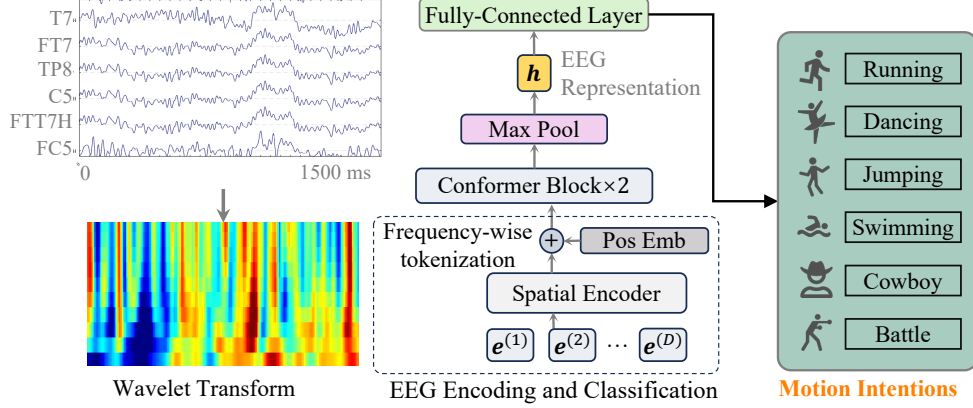 T7
FT7
TP8
C5
FTT7H
FC5
0
1500 ms
Wavelet Transform
Fully-Connected Layer
h
EEG
Representation
Max Pool
Conformer Block×2
Frequency-wise
tokenization
+
Pos Emb
Spatial Encoder
e(1) e(2) ... e(D)
EEG Encoding and Classification
Running
Dancing
Jumping
Swimming
Cowboy
Battle
Motion Intentions